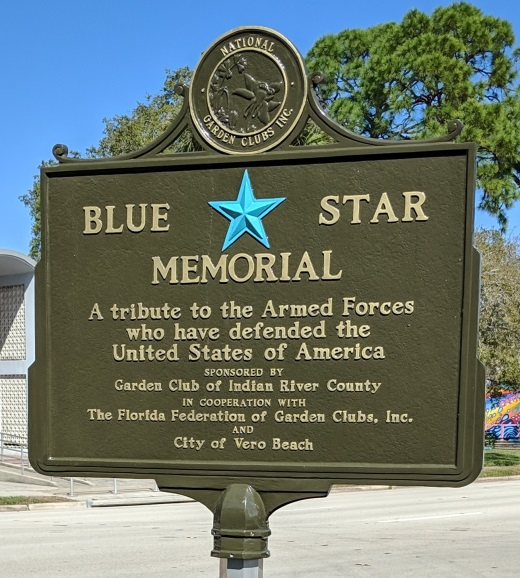 NATIONAL
GARDEN CLUBS INC.
BLUE STAR
MEMORIAL
A tribute to the Armed Forces
who have defended the
United States of America
SPONSORED BY
Garden Club of Indian River County
IN COOPERATION WITH
The Florida Federation of Garden Clubs, Inc.
AND
City of Vero Beach